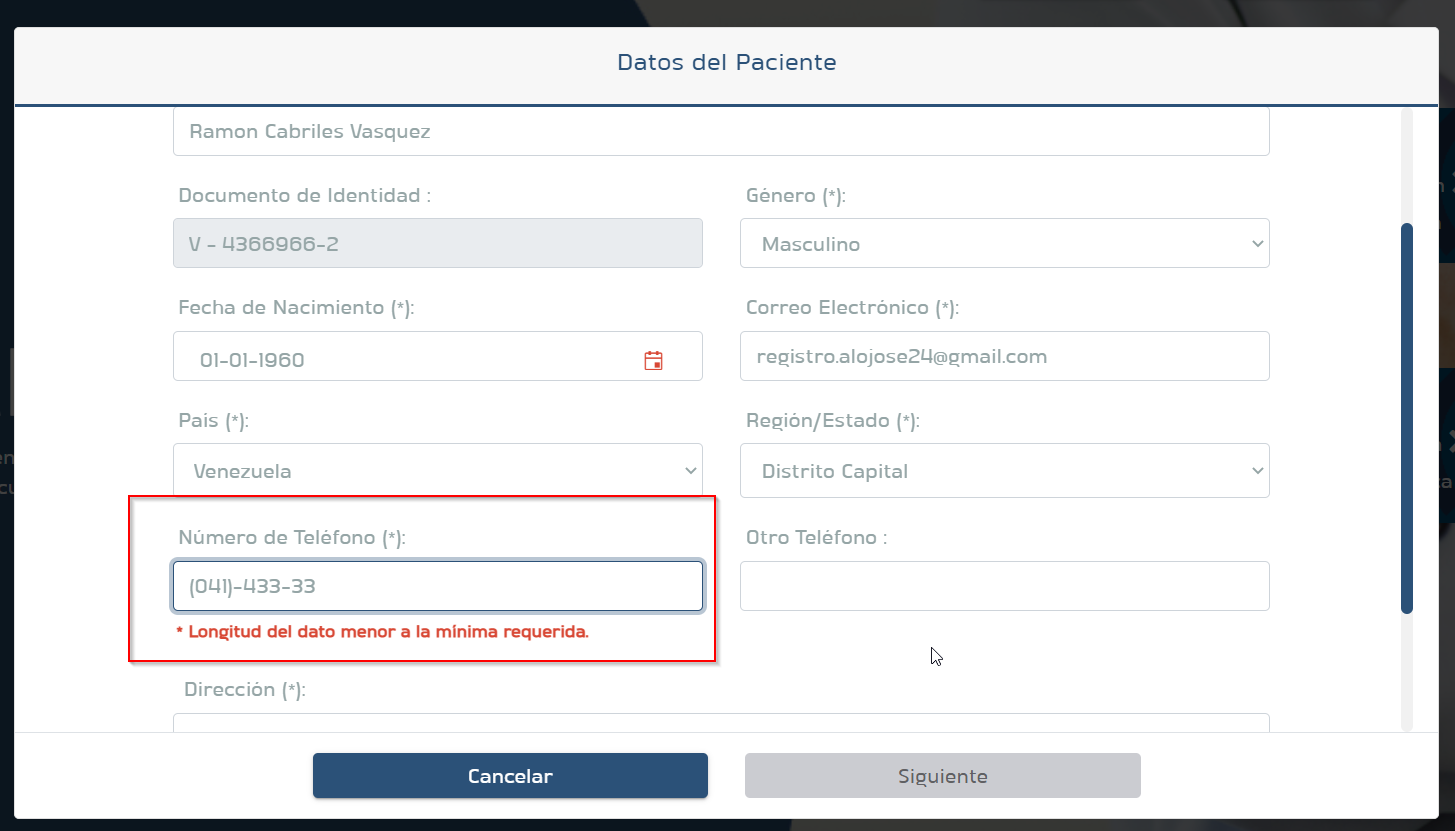 Datos del Paciente
Ramon Cabriles Vasquez
Documento de Identidad :
Género (*):
V - 4366966-2
Masculino
Fecha de Nacimiento (*):
Correo Electrónico (*):
01-01-1960
registro.alojose24@gmail.com
Pais (*):
Región/Estado (*):
Venezuela
Distrito Capital
Número de Teléfono (*):
Otro Teléfono :
(041)-433-33
* Longitud del dato menor a la mínima requerida.
Dirección (*):
Cancelar
Siguiente